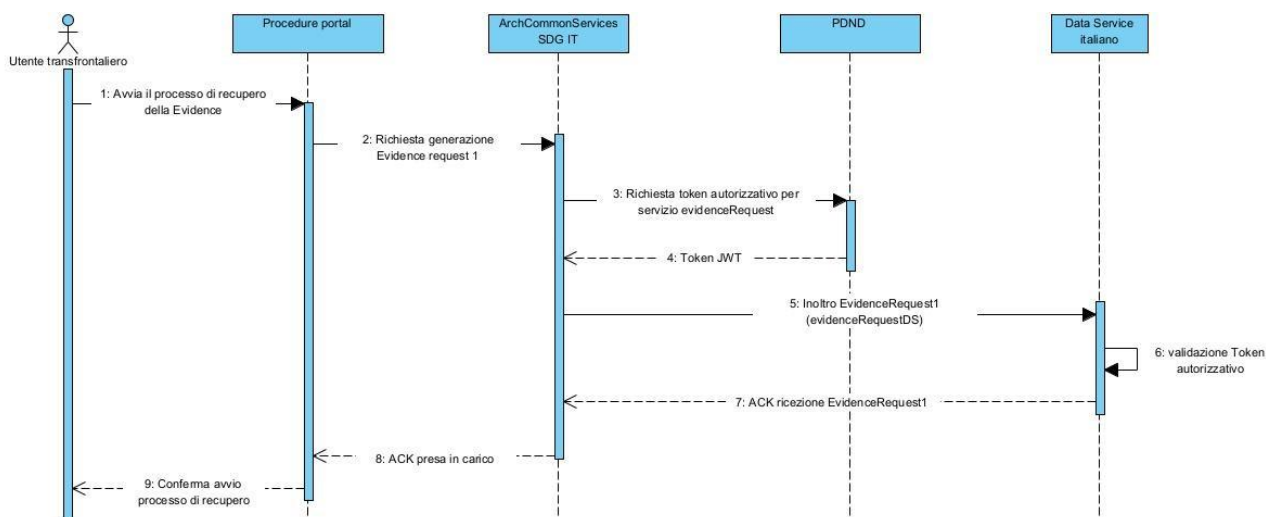 Procedure portal
ArchCommonServices
SDG IT
PDND
Data Service
italiano
Utente transfrontaliero
1: Avvia il processo di recupero
della Evidence
2: Richiesta generazione
Evidence request 1
3: Richiesta token autorizzativo per
servizio evidenceRequest
4: Token JWT
5: Inoltro EvidenceRequest1
(evidenceRequestDS)
6: validazione Token
autorizzativo
7: ACK ricezione EvidenceRequest1
8: ACK presa in carico
9: Conferma avvio
processo di recupero